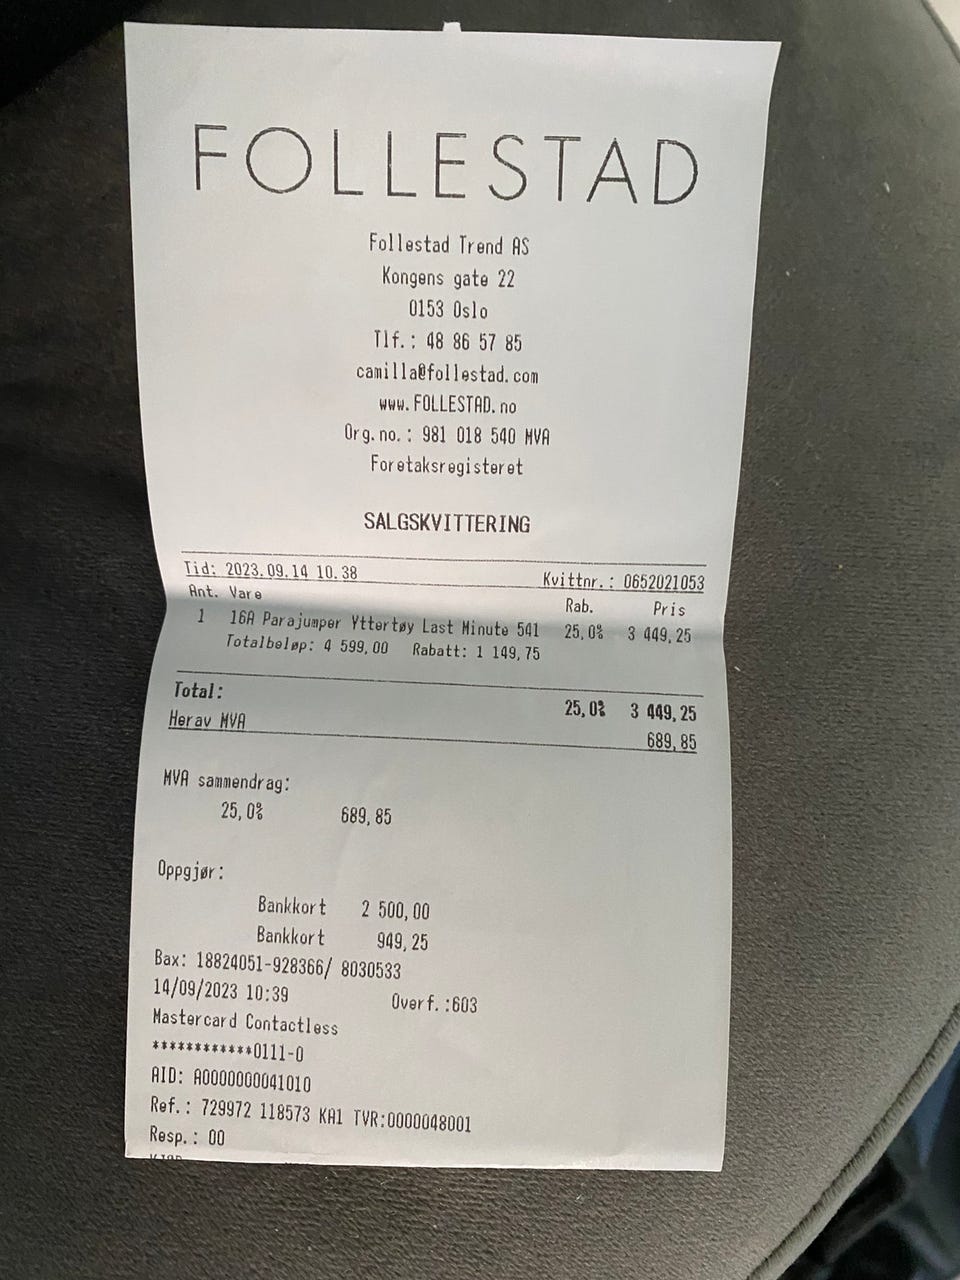 FOLLESTAD
Follestad Trend AS
Kongens gate 22
0153 Oslo
Tlf.: 48 86 57 85
camilla@follestad.com
www.FOLLESTAD.no
Org.no.: 981 018 540 MVA
Foretaksregisteret
SALGSKVITTERING
Tid: 2023.09.14 10.38 Kvittnr.: 0652021053
Ant. Vare Rab. Pris
1 16A Parajumper Yttertøy Last Minute 541 25,0% 3 449,25
Totalbeløp: 4 599,00 Rabatt: 1 149,75
Total: 25,0% 3 449,25
Herav MVA 689,85
MVA sammendrag:
25,0% 689,85
Oppgjør:
Bankkort 2 500,00
Bankkort 949,25
Bax: 18824051-928366/ 8030533
14/09/2023 10:39 Overf.:603
Mastercard Contactless
************0111-0
AID: A0000000041010
Ref.: 729972 118573 KA1 TVR:0000048001
Resp.: 00